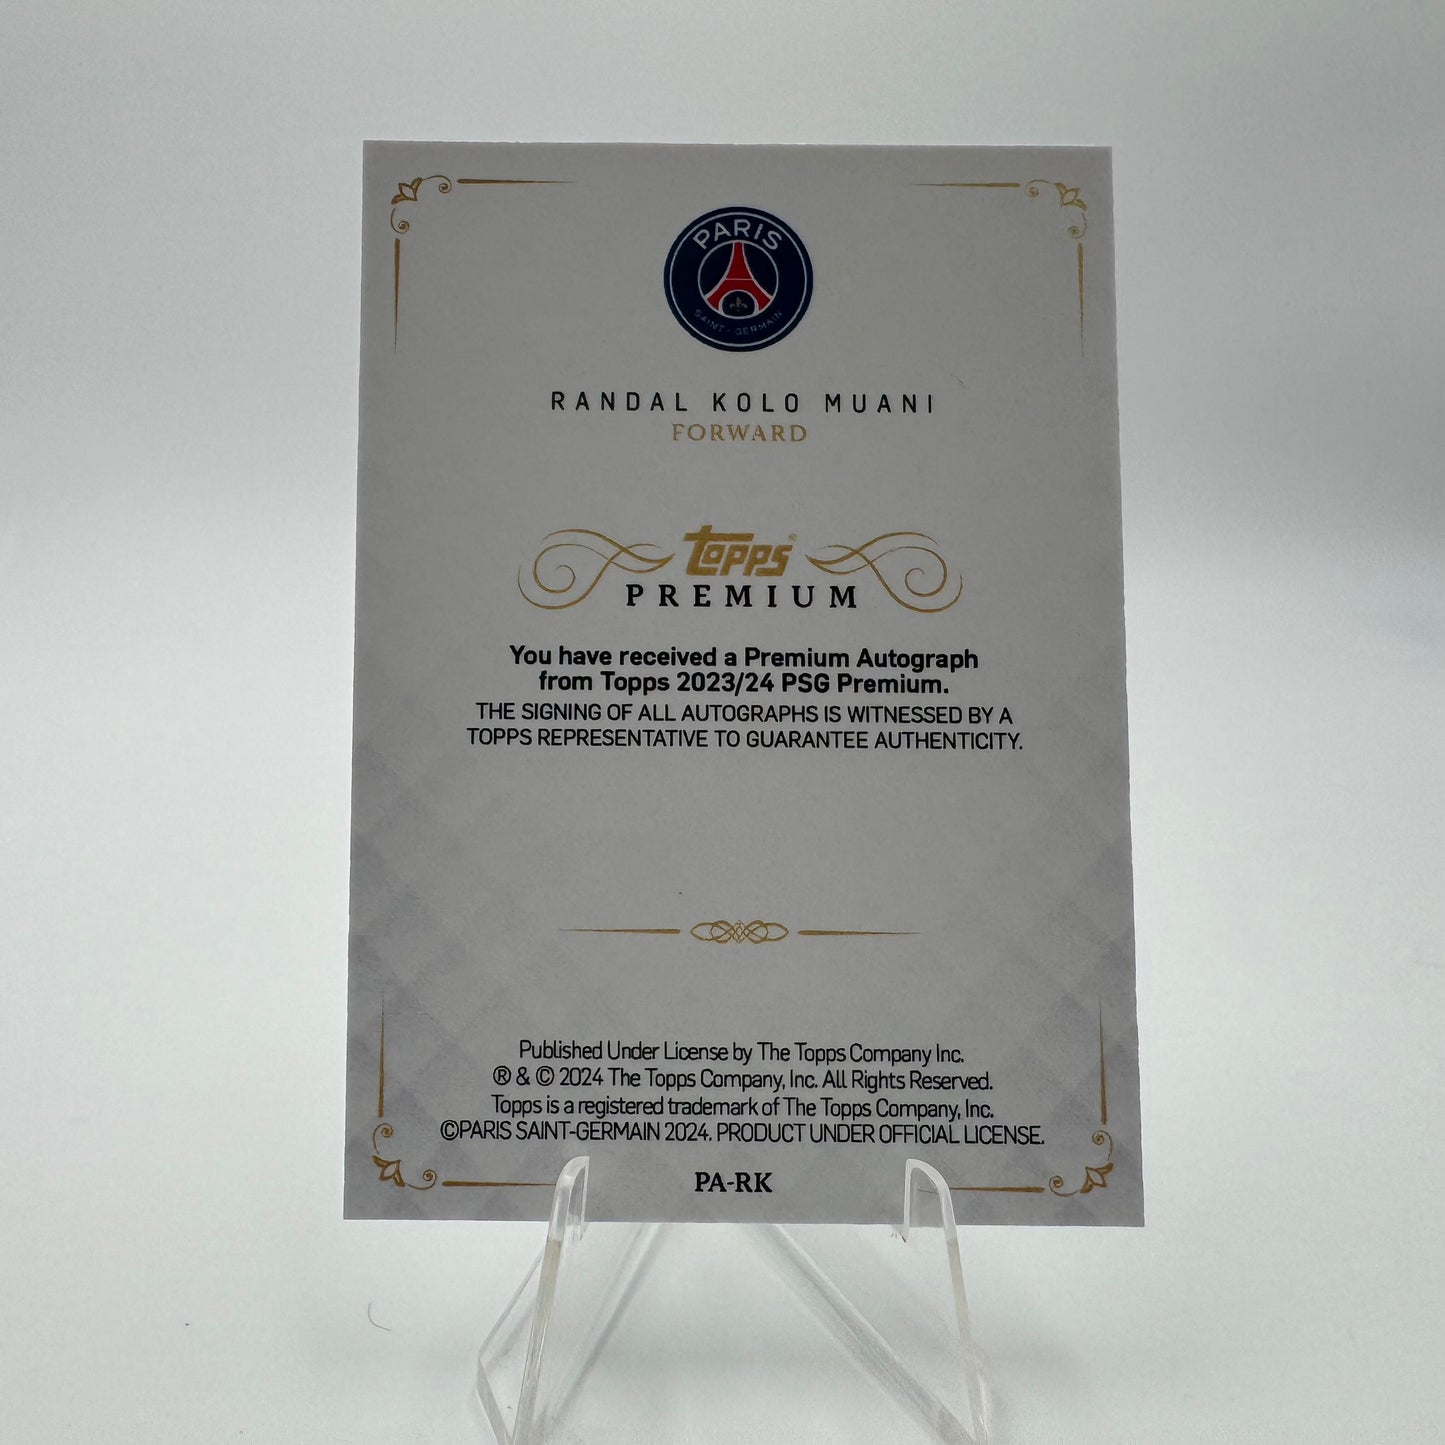 PARIS
SAINT-GERMAIN
RANDAL KOLO MUANI
FORWARD
topps®
PREMIUM
You have received a Premium Autograph
from Topps 2023/24 PSG Premium.
THE SIGNING OF ALL AUTOGRAPHS IS WITNESSED BY A
TOPPS REPRESENTATIVE TO GUARANTEE AUTHENTICITY.
Published Under License by The Topps Company Inc.
® & © 2024 The Topps Company, Inc. All Rights Reserved.
Topps is a registered trademark of The Topps Company, Inc.
©PARIS SAINT-GERMAIN 2024. PRODUCT UNDER OFFICIAL LICENSE.
PA-RK